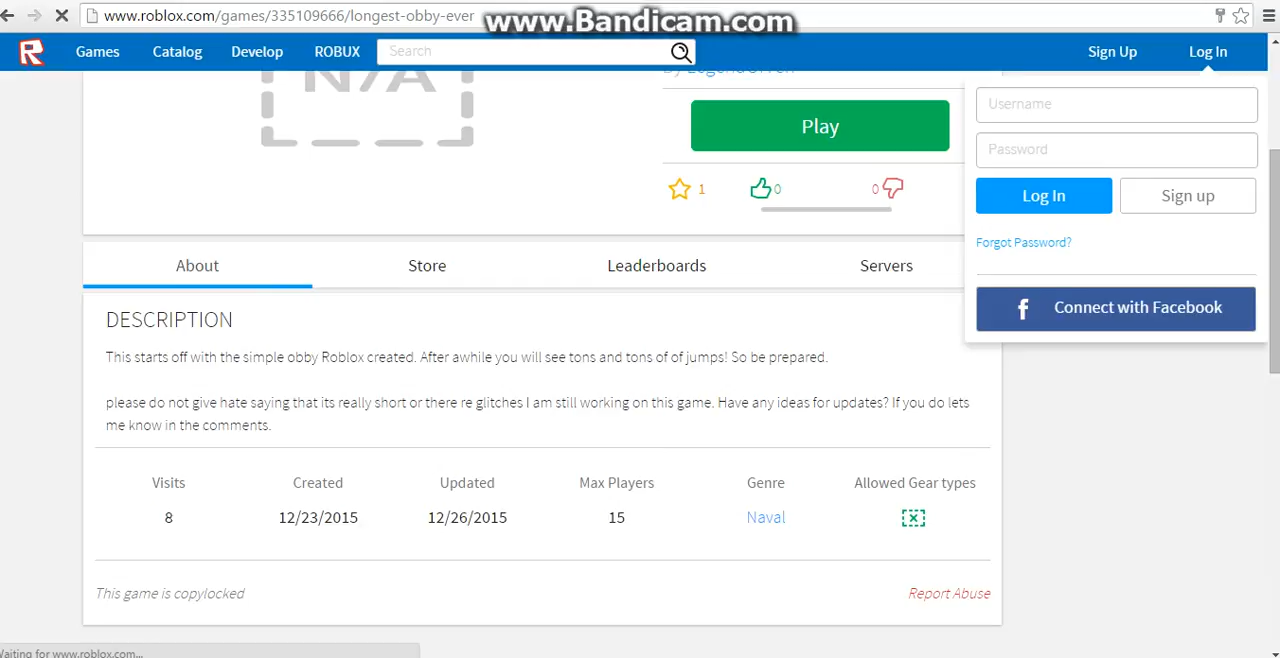 www.roblox.com/games/335109666/longest-obby-ever
www.Bandicam.com
R
Games
Catalog
Develop
ROBUX
Search
Sign Up
Log In
N/A
Play
1
0
0
Username
Password
Log In
Sign up
Forgot Password?
f Connect with Facebook
About
Store
Leaderboards
Servers
DESCRIPTION
This starts off with the simple obby Roblox created. After awhile you will see tons and tons of of jumps! So be prepared.
please do not give hate saying that its really short or there re glitches I am still working on this game. Have any ideas for updates? If you do lets
me know in the comments.
Visits
Created
Updated
Max Players
Genre
Allowed Gear types
8
12/23/2015
12/26/2015
15
Naval
This game is copylocked
Report Abuse
Waiting for www.roblox.com...